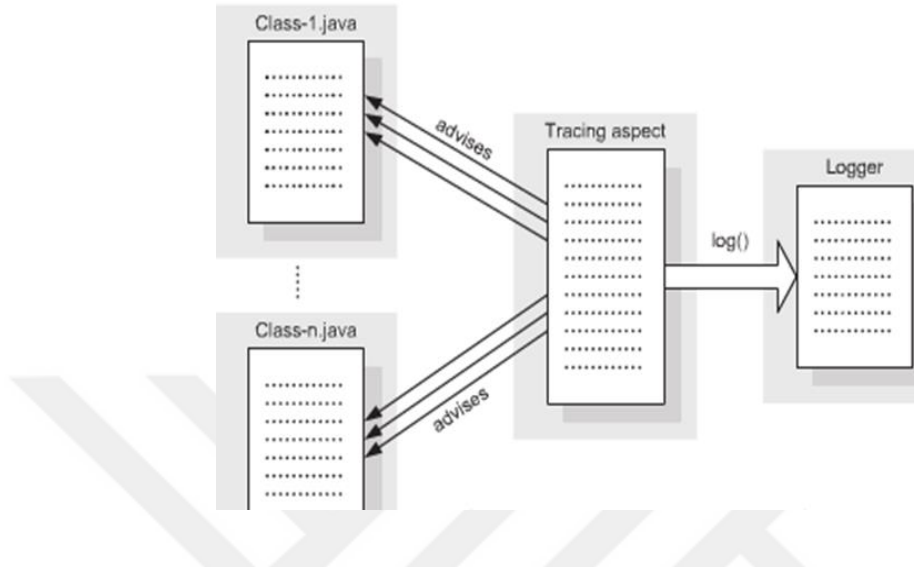 Class-1.java
advises
Tracing aspect
Logger
log()
Class-n.java
advises